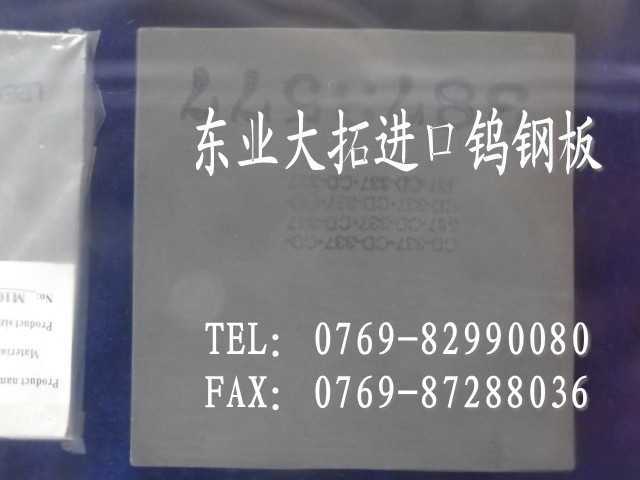 东业大拓进口钨钢板
CD-337·CD-337·CD-
TEL: 0769-82990080
FAX: 0769-87288036
No: M10
Product siz
Materia
Product nam